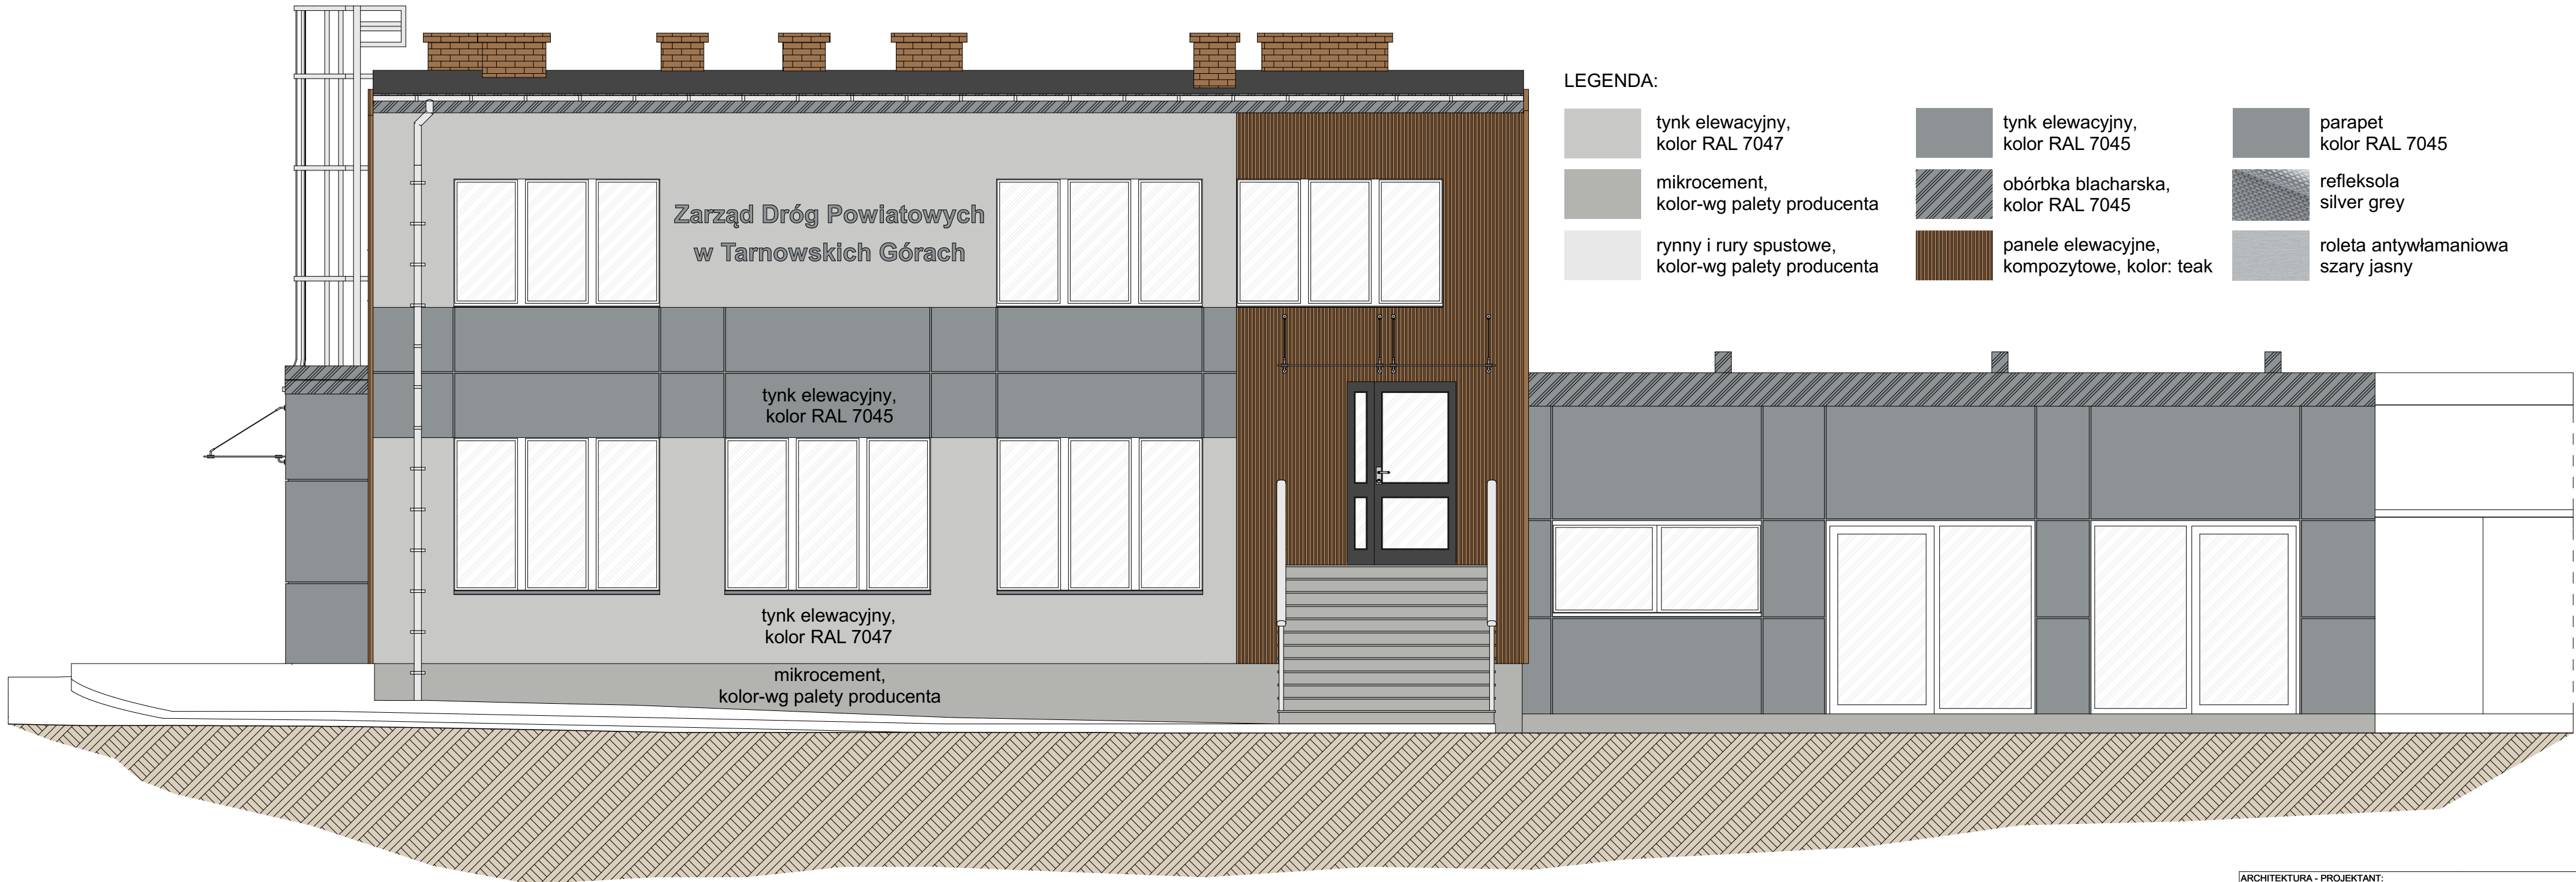 LEGENDA:
tynk elewacyjny,
kolor RAL 7047
tynk elewacyjny,
kolor RAL 7045
parapet
kolor RAL 7045
mikrocement,
kolor-wg palety producenta
obórbka blacharska,
kolor RAL 7045
refleksola
silver grey
rynny i rury spustowe,
kolor-wg palety producenta
panele elewacyjne,
kompozytowe, kolor: teak
roleta antywłamaniowa
szary jasny
Zarząd Dróg Powiatowych
w Tarnowskich Górach
tynk elewacyjny,
kolor RAL 7045
tynk elewacyjny,
kolor RAL 7047
mikrocement,
kolor-wg palety producenta
ARCHITEKTURA - PROJEKTANT: